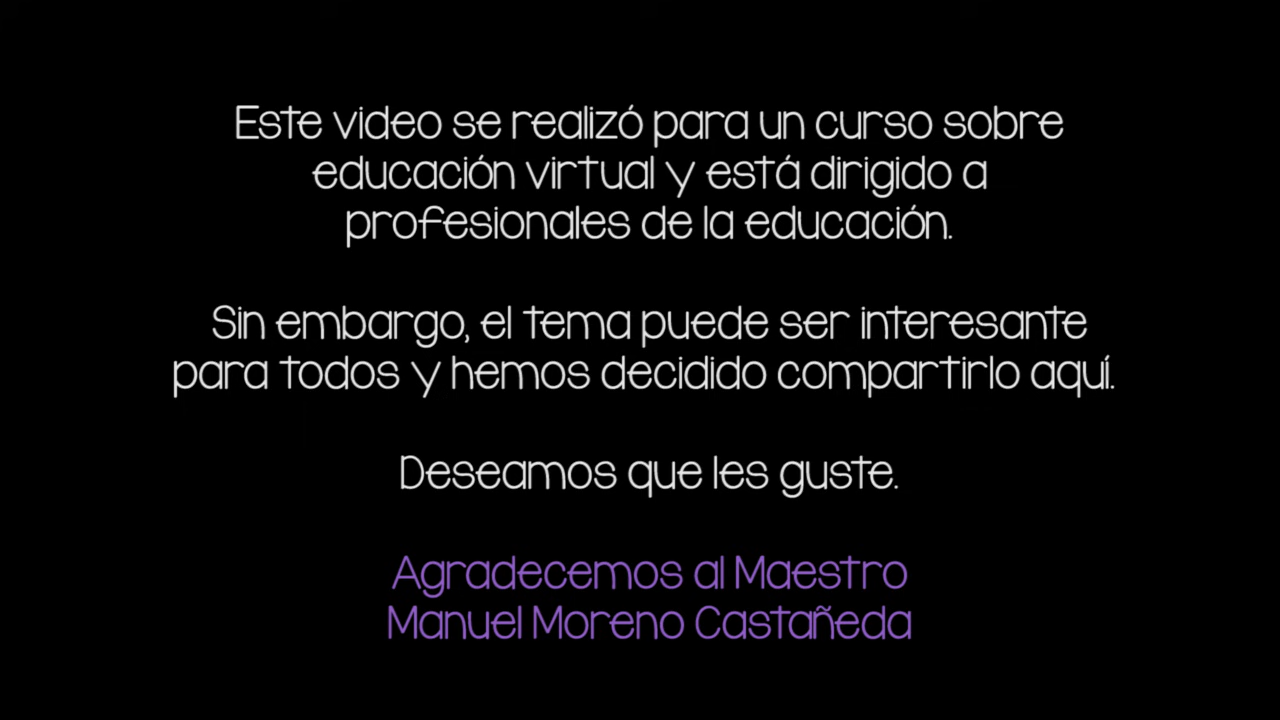 Este video se realizó para un curso sobre
educación virtual y está dirigido a
profesionales de la educación.
Sin embargo, el tema puede ser interesante
para todos y hemos decidido compartirlo aquí.
Deseamos que les guste.
Agradecemos al Maestro
Manuel Moreno Castañeda